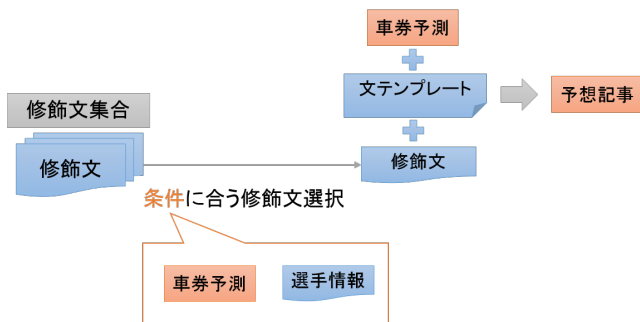 車券予測
文テンプレート
予想記事
修飾文集合
修飾文
修飾文
条件に合う修飾文選択
車券予測
選手情報